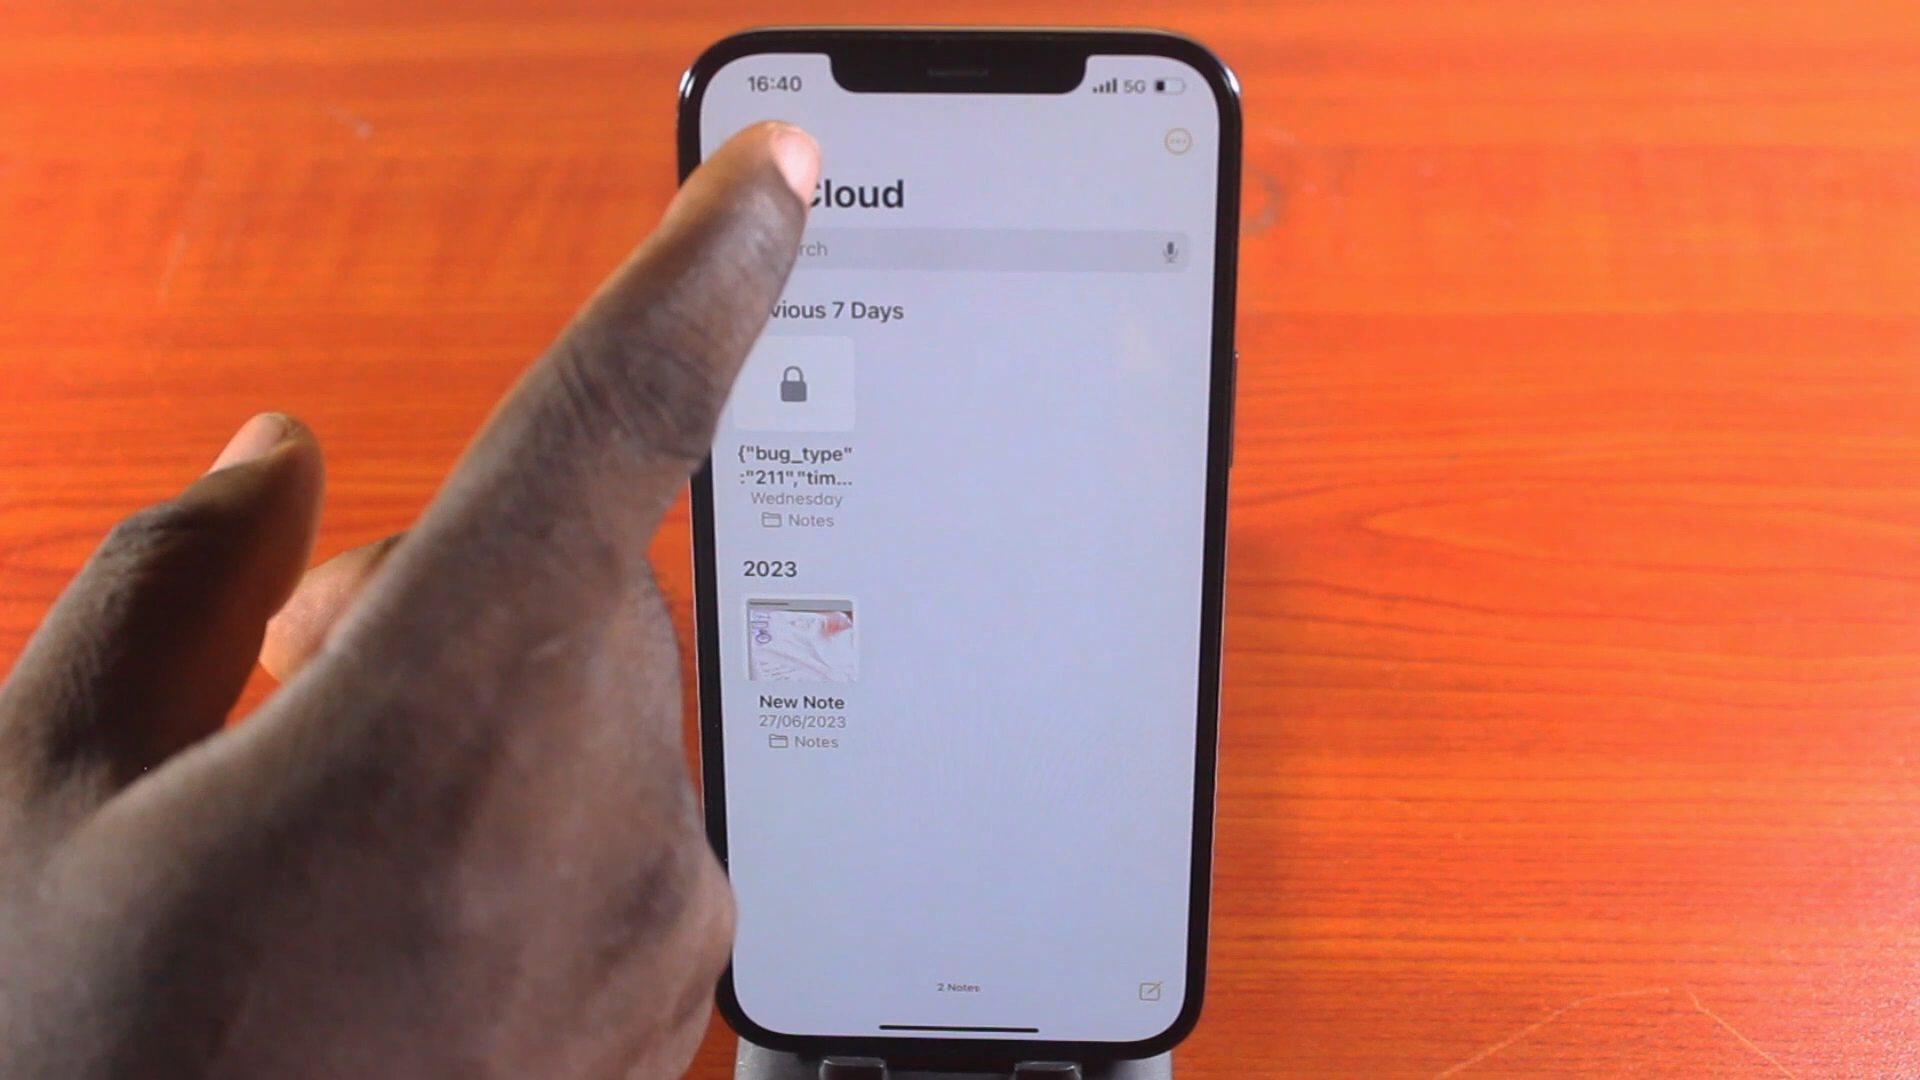 16:40
5G
Cloud
rch
vious 7 Days
{"bug_type"
:"211","tim...
Wednesday
Notes
2023
New Note
27/06/2023
Notes
2 Notes